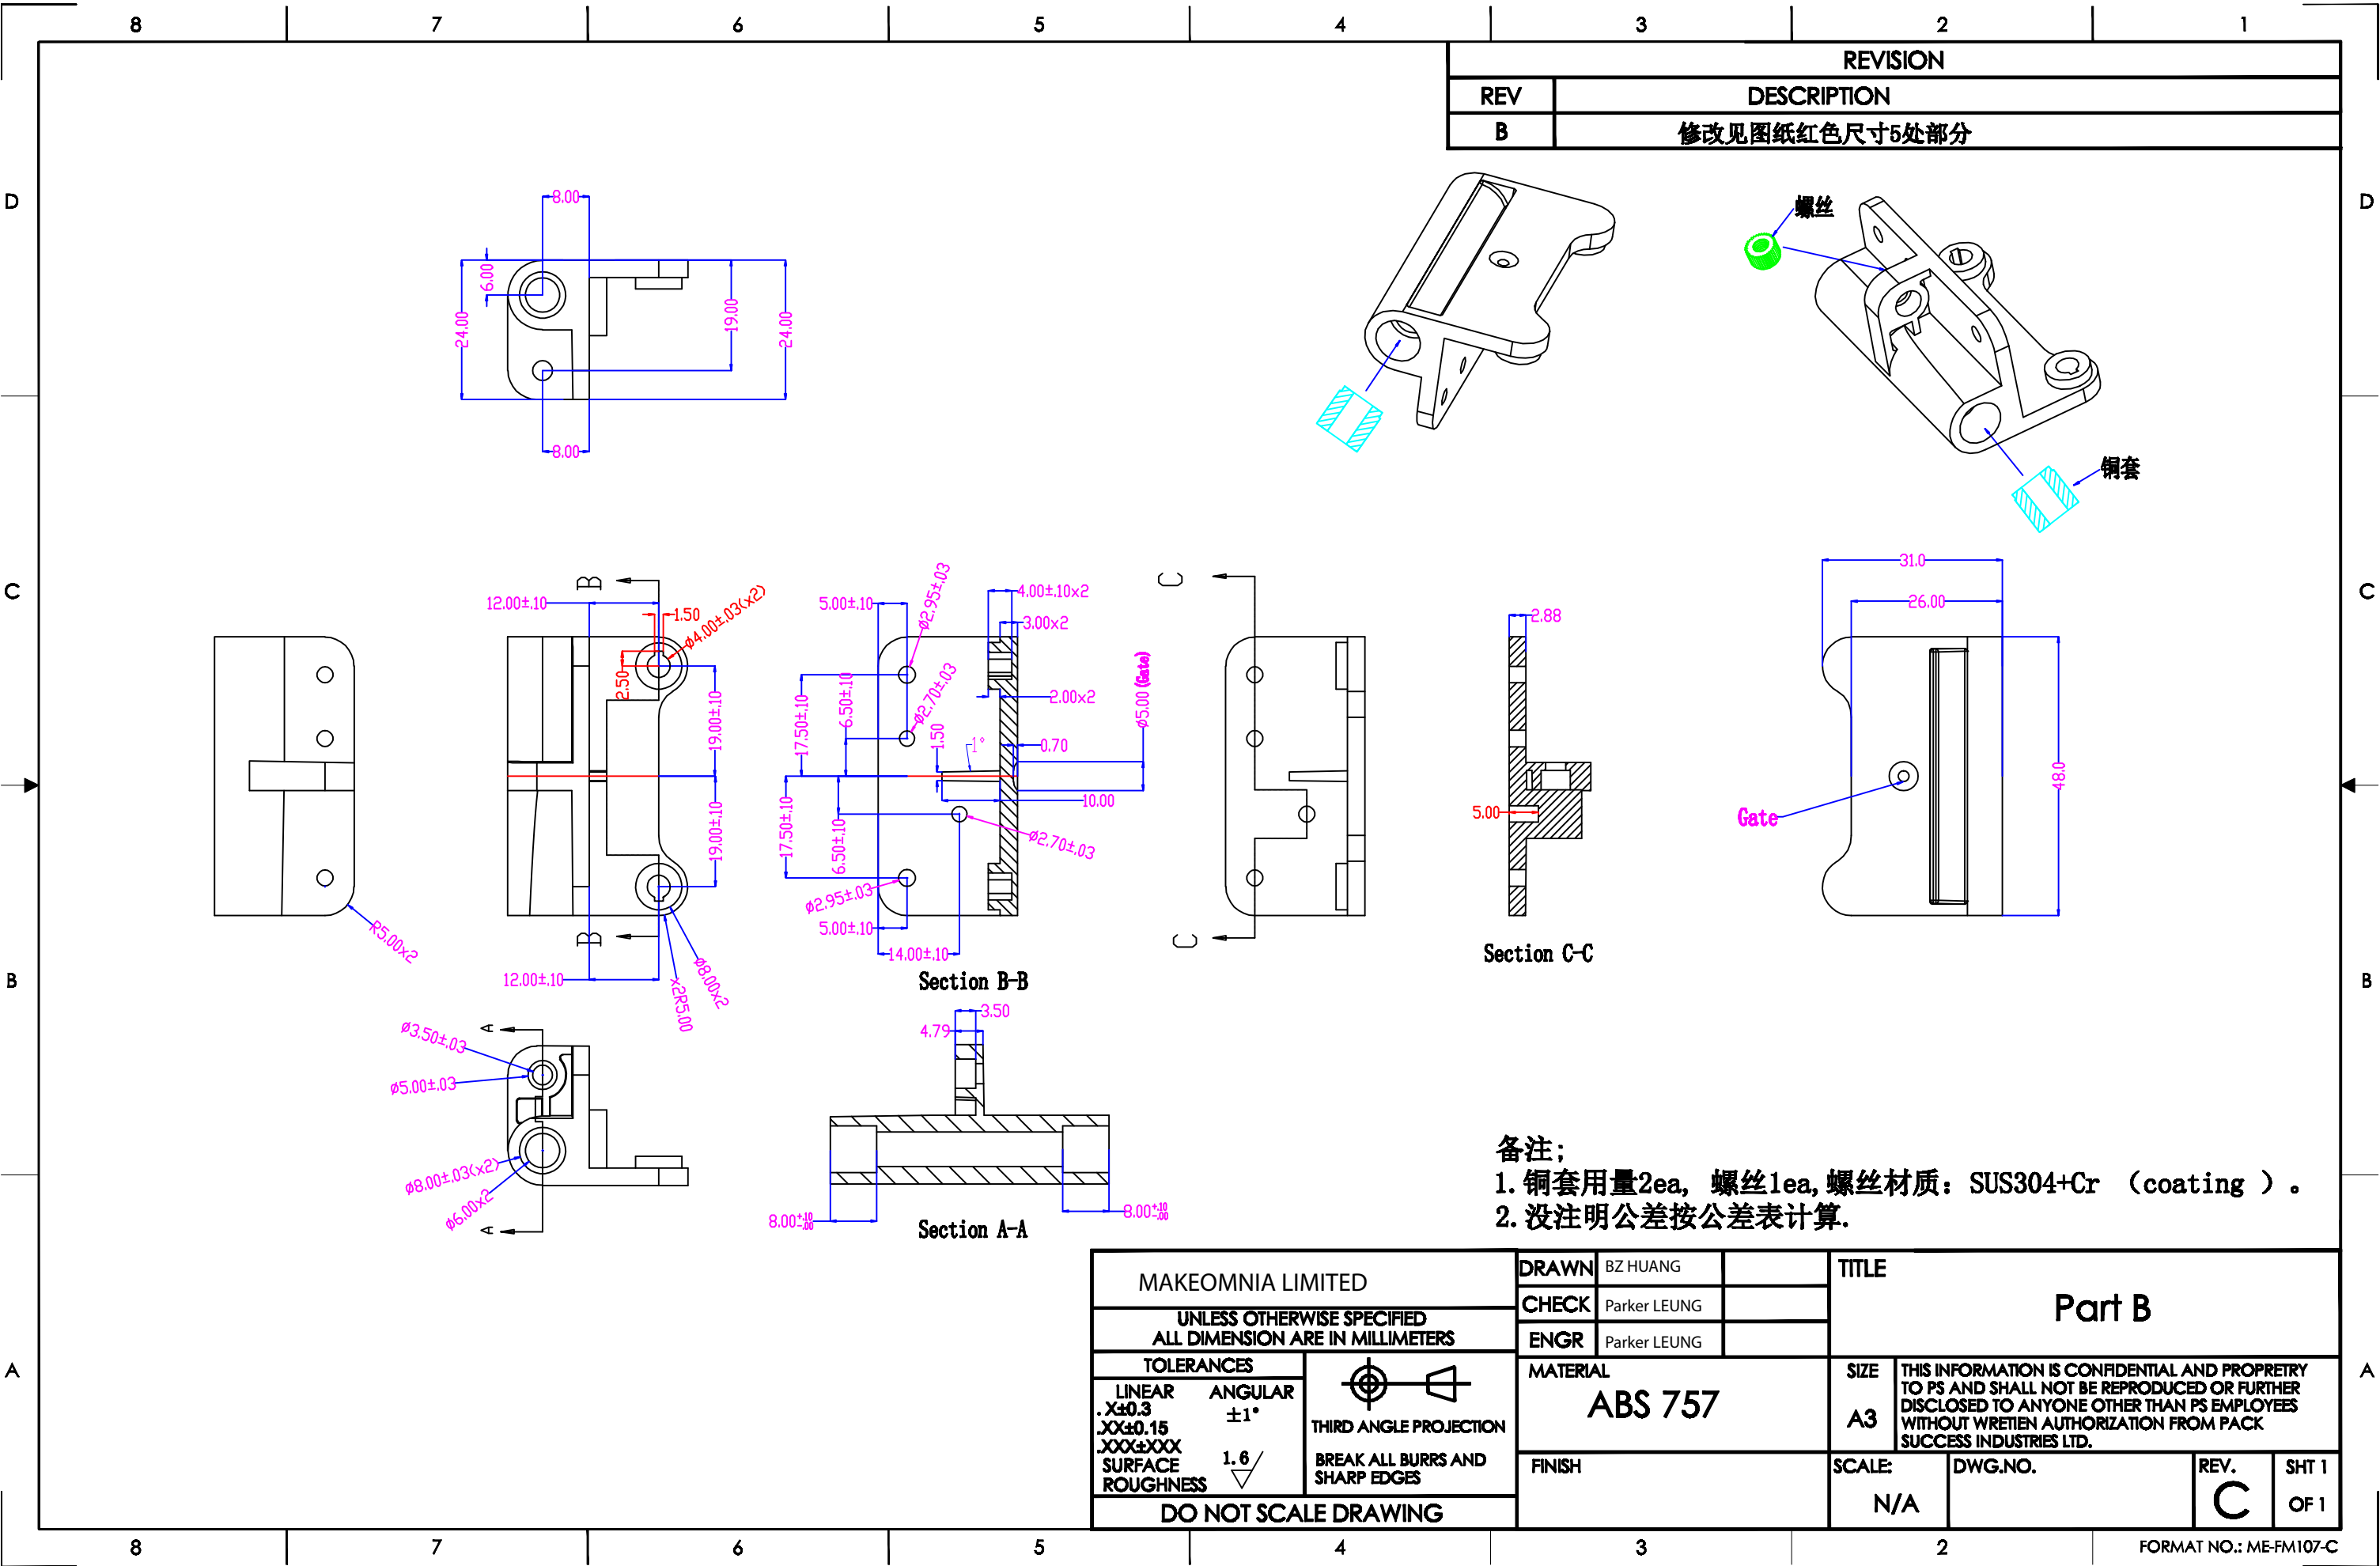 8 7 6 5 4 3 2 1
REVISION
REV DESCRIPTION
B 修改见图纸红色尺寸5处部分
D D
8.00
6.00
24.00
19.00
24.00
8.00
螺丝
铜套
C C
B
12.00±.10
1.50
ø4.00±.03(x2)
2.50
19.00±.10
19.00±.10
12.00±.10
B
R5.00x2
ø8.00x2
x2R5.00
5.00±.10
ø2.95±.03
4.00±.10x2
3.00x2
ø2.70±.03
6.50±.10
17.50±.10
1.50
1°
2.00x2
ø5.00 (Gate)
0.70
10.00
17.50±.10
6.50±.10
ø2.70±.03
ø2.95±.03
5.00±.10
14.00±.10
Section B-B
C
C
2.88
5.00
Section C-C
31.0
26.00
48.0
Gate
B B
A
ø3.50±.03
ø5.00±.03
ø8.00±.03(x2)
ø6.00x2
A
3.50
4.79
8.00+.10-.00
8.00+.10-.00
Section A-A
备注;
1.铜套用量2ea, 螺丝1ea,螺丝材质：SUS304+Cr （coating ）。
2.没注明公差按公差表计算.
A A
MAKEOMNIA LIMITED
UNLESS OTHERWISE SPECIFIED
ALL DIMENSION ARE IN MILLIMETERS
TOLERANCES
LINEAR ANGULAR
. X±0.3 ±1°
.XX±0.15
.XXX±XXX
SURFACE 1.6
ROUGHNESS
THIRD ANGLE PROJECTION
BREAK ALL BURRS AND
SHARP EDGES
DO NOT SCALE DRAWING
DRAWN BZ HUANG
CHECK Parker LEUNG
ENGR Parker LEUNG
TITLE
Part B
MATERIAL
ABS 757
FINISH
SIZE
A3
THIS INFORMATION IS CONFIDENTIAL AND PROPRETRY
TO PS AND SHALL NOT BE REPRODUCED OR FURTHER
DISCLOSED TO ANYONE OTHER THAN PS EMPLOYEES
WITHOUT WRETIEN AUTHORIZATION FROM PACK
SUCCESS INDUSTRIES LTD.
SCALE:
N/A
DWG.NO.
REV.
C
SHT 1
OF 1
8 7 6 5 4 3 2
FORMAT NO.: ME-FM107-C